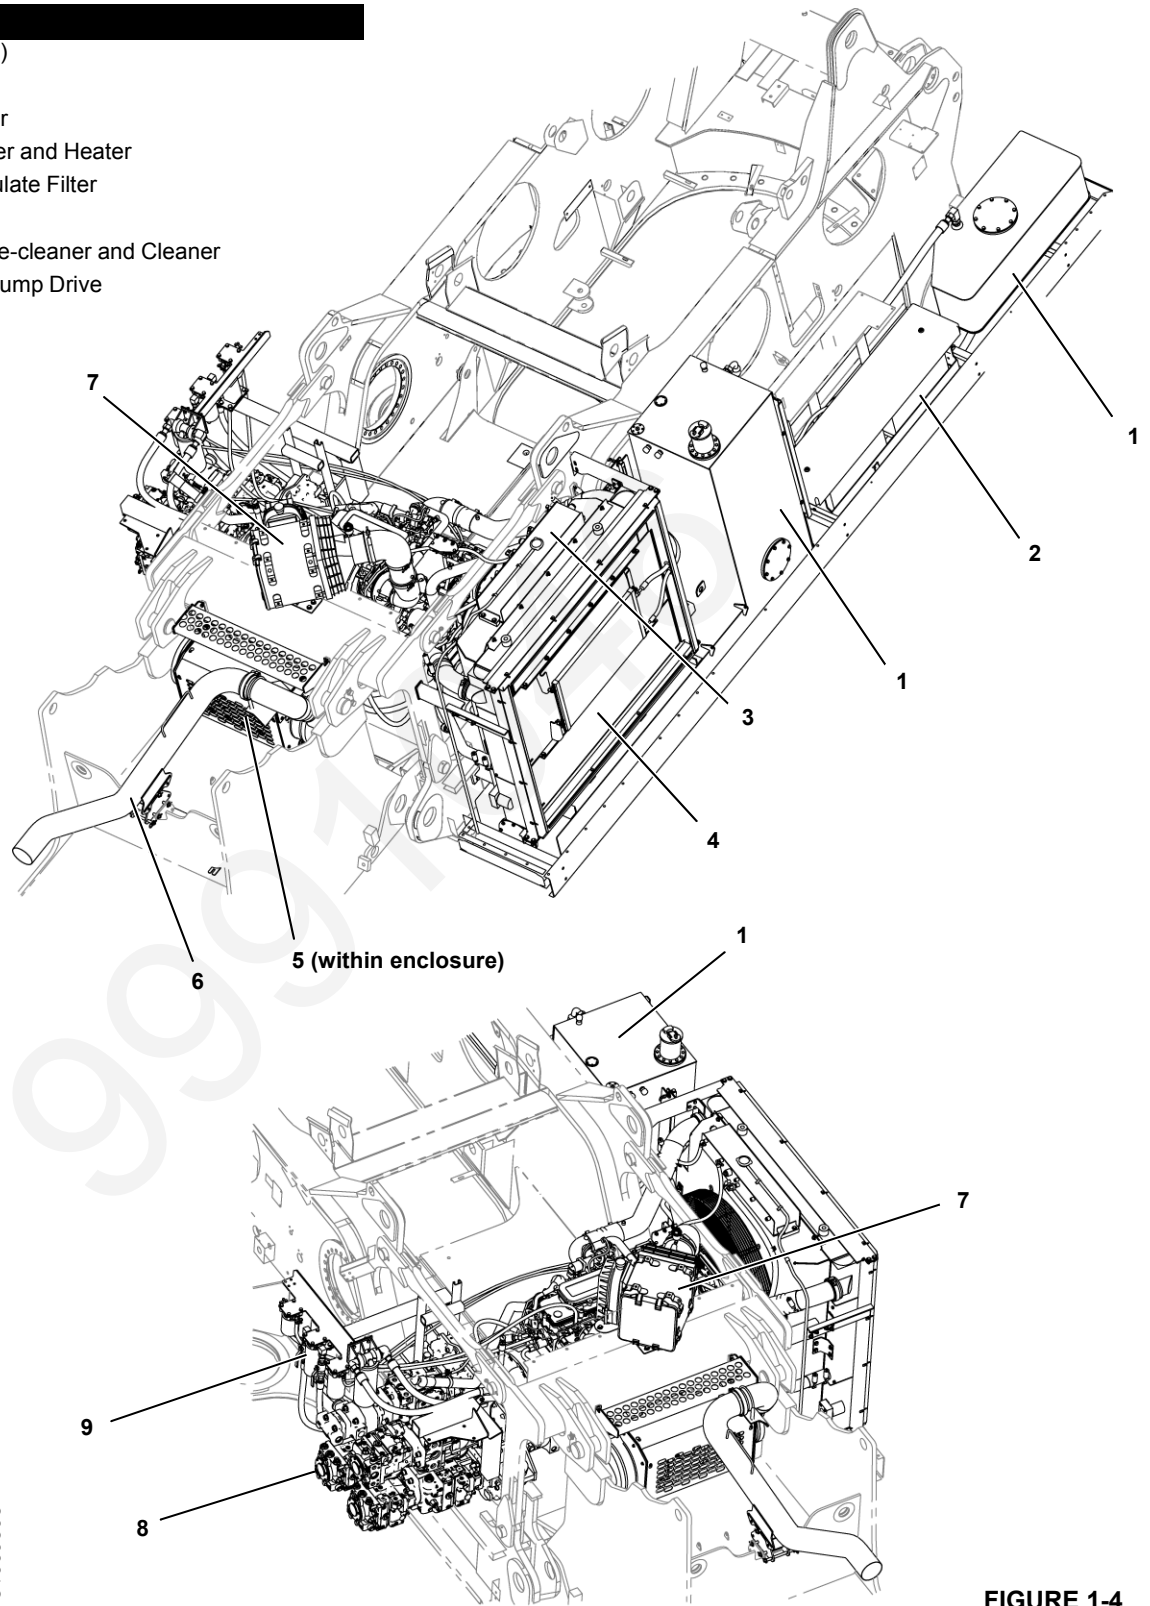 )
r
er and Heater
ulate Filter
e-cleaner and Cleaner
ump Drive
7
1
2
1
3
4
5 (within enclosure)
6
1
7
9
8
FIGURE 1-4